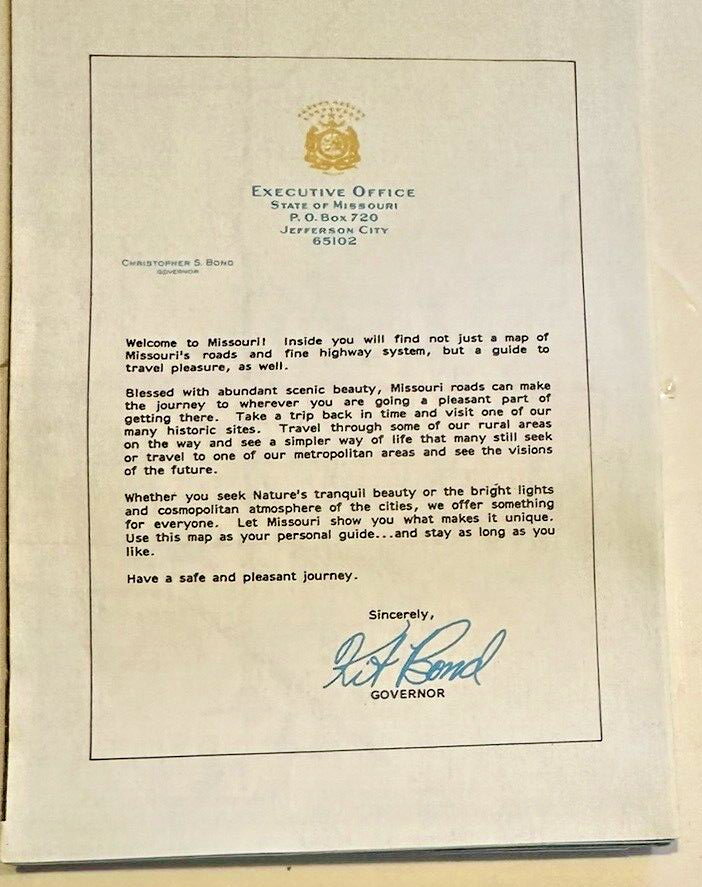 EXECUTIVE OFFICE
STATE OF MISSOURI
P. O. BOX 720
JEFFERSON CITY
65102
CHRISTOPHER S. BOND
GOVERNOR
Welcome to Missouri! Inside you will find not just a map of
Missouri's roads and fine highway system, but a guide to
travel pleasure, as well.
Blessed with abundant scenic beauty, Missouri roads can make
the journey to wherever you are going a pleasant part of
getting there. Take a trip back in time and visit one of our
many historic sites. Travel through some of our rural areas
on the way and see a simpler way of life that many still seek
or travel to one of our metropolitan areas and see the visions
of the future.
Whether you seek Nature's tranquil beauty or the bright lights
and cosmopolitan atmosphere of the cities, we offer something
for everyone. Let Missouri show you what makes it unique.
Use this map as your personal guide...and stay as long as you
like.
Have a safe and pleasant journey.
Sincerely,
Kit Bond
GOVERNOR